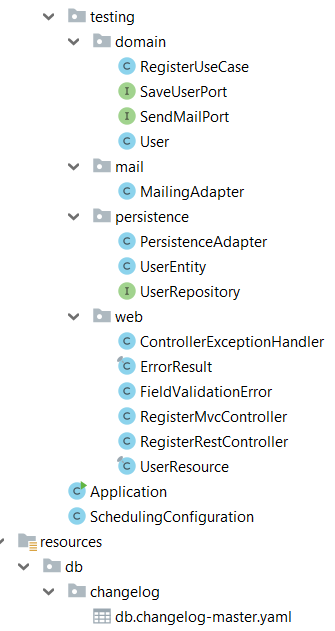 testing
domain
C RegisterUseCase
I SaveUserPort
I SendMailPort
C User
mail
C MailingAdapter
persistence
C PersistenceAdapter
C UserEntity
I UserRepository
web
C ControllerExceptionHandler
C ErrorResult
C FieldValidationError
C RegisterMvcController
C RegisterRestController
C UserResource
C Application
C SchedulingConfiguration
resources
db
changelog
db.changelog-master.yaml